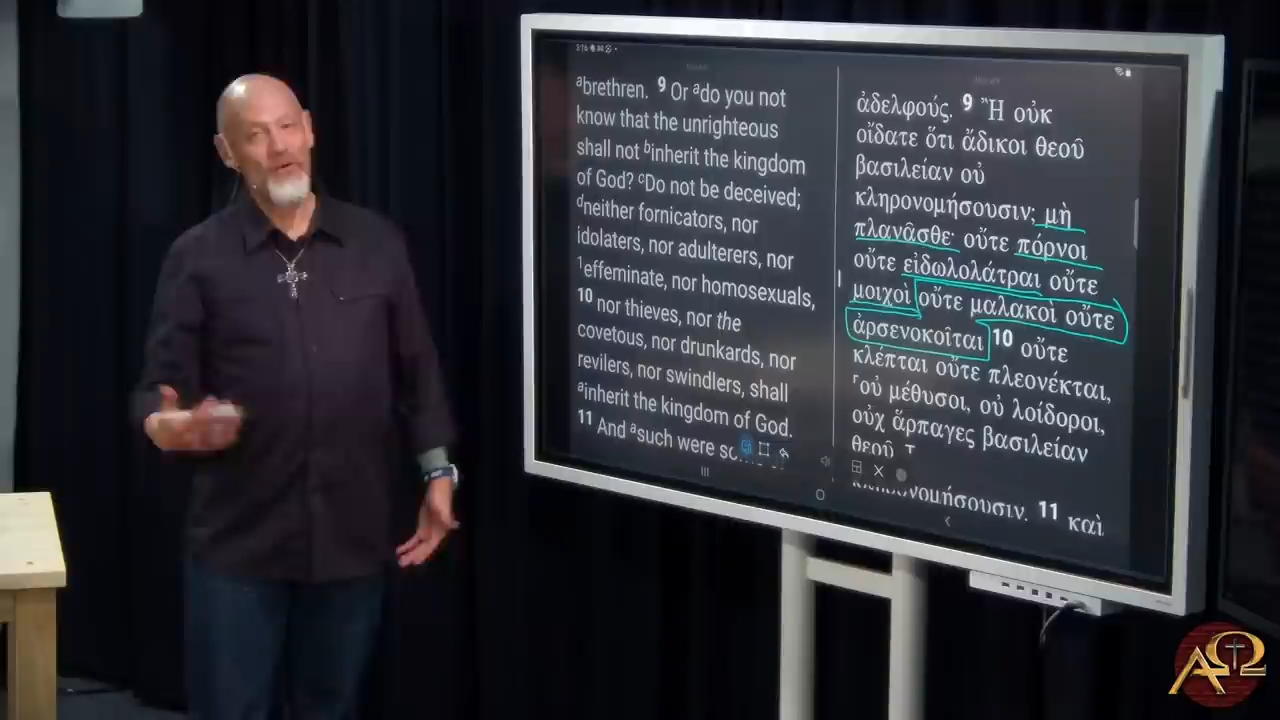 ᵃbrethren. 9 Or ᵃdo you not
know that the unrighteous
shall not ᵇinherit the kingdom
of God? ᶜDo not be deceived;
ᵈneither fornicators, nor
idolaters, nor adulterers, nor
¹effeminate, nor homosexuals,
10 nor thieves, nor the
covetous, nor drunkards, nor
revilers, nor swindlers, shall
ᵃinherit the kingdom of God.
11 And ᵃsuch were
ἀδελφούς. 9 Ἢ οὐκ
οἴδατε ὅτι ἄδικοι θεοῦ
βασιλείαν οὐ
κληρονομήσουσιν; μὴ
πλανᾶσθε· οὔτε πόρνοι
οὔτε εἰδωλολάτραι οὔτε
μοιχοὶ οὔτε μαλακοὶ οὔτε
ἀρσενοκοῖται 10 οὔτε
κλέπται οὔτε πλεονέκται,
⸀οὐ μέθυσοι, οὐ λοίδοροι,
οὐχ ἅρπαγες βασιλείαν
θεοῦ ⸆
11 καὶ
ΑΩ